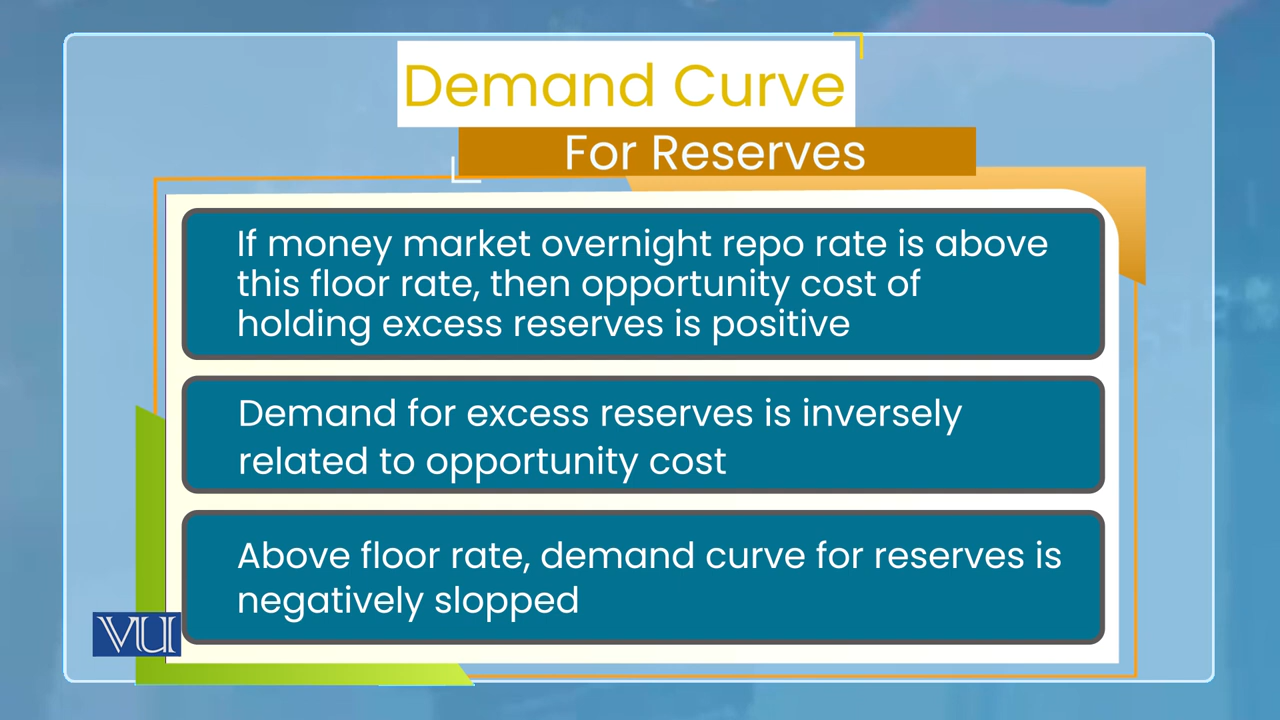 Demand Curve
For Reserves
If money market overnight repo rate is above
this floor rate, then opportunity cost of
holding excess reserves is positive
Demand for excess reserves is inversely
related to opportunity cost
Above floor rate, demand curve for reserves is
negatively slopped
VU